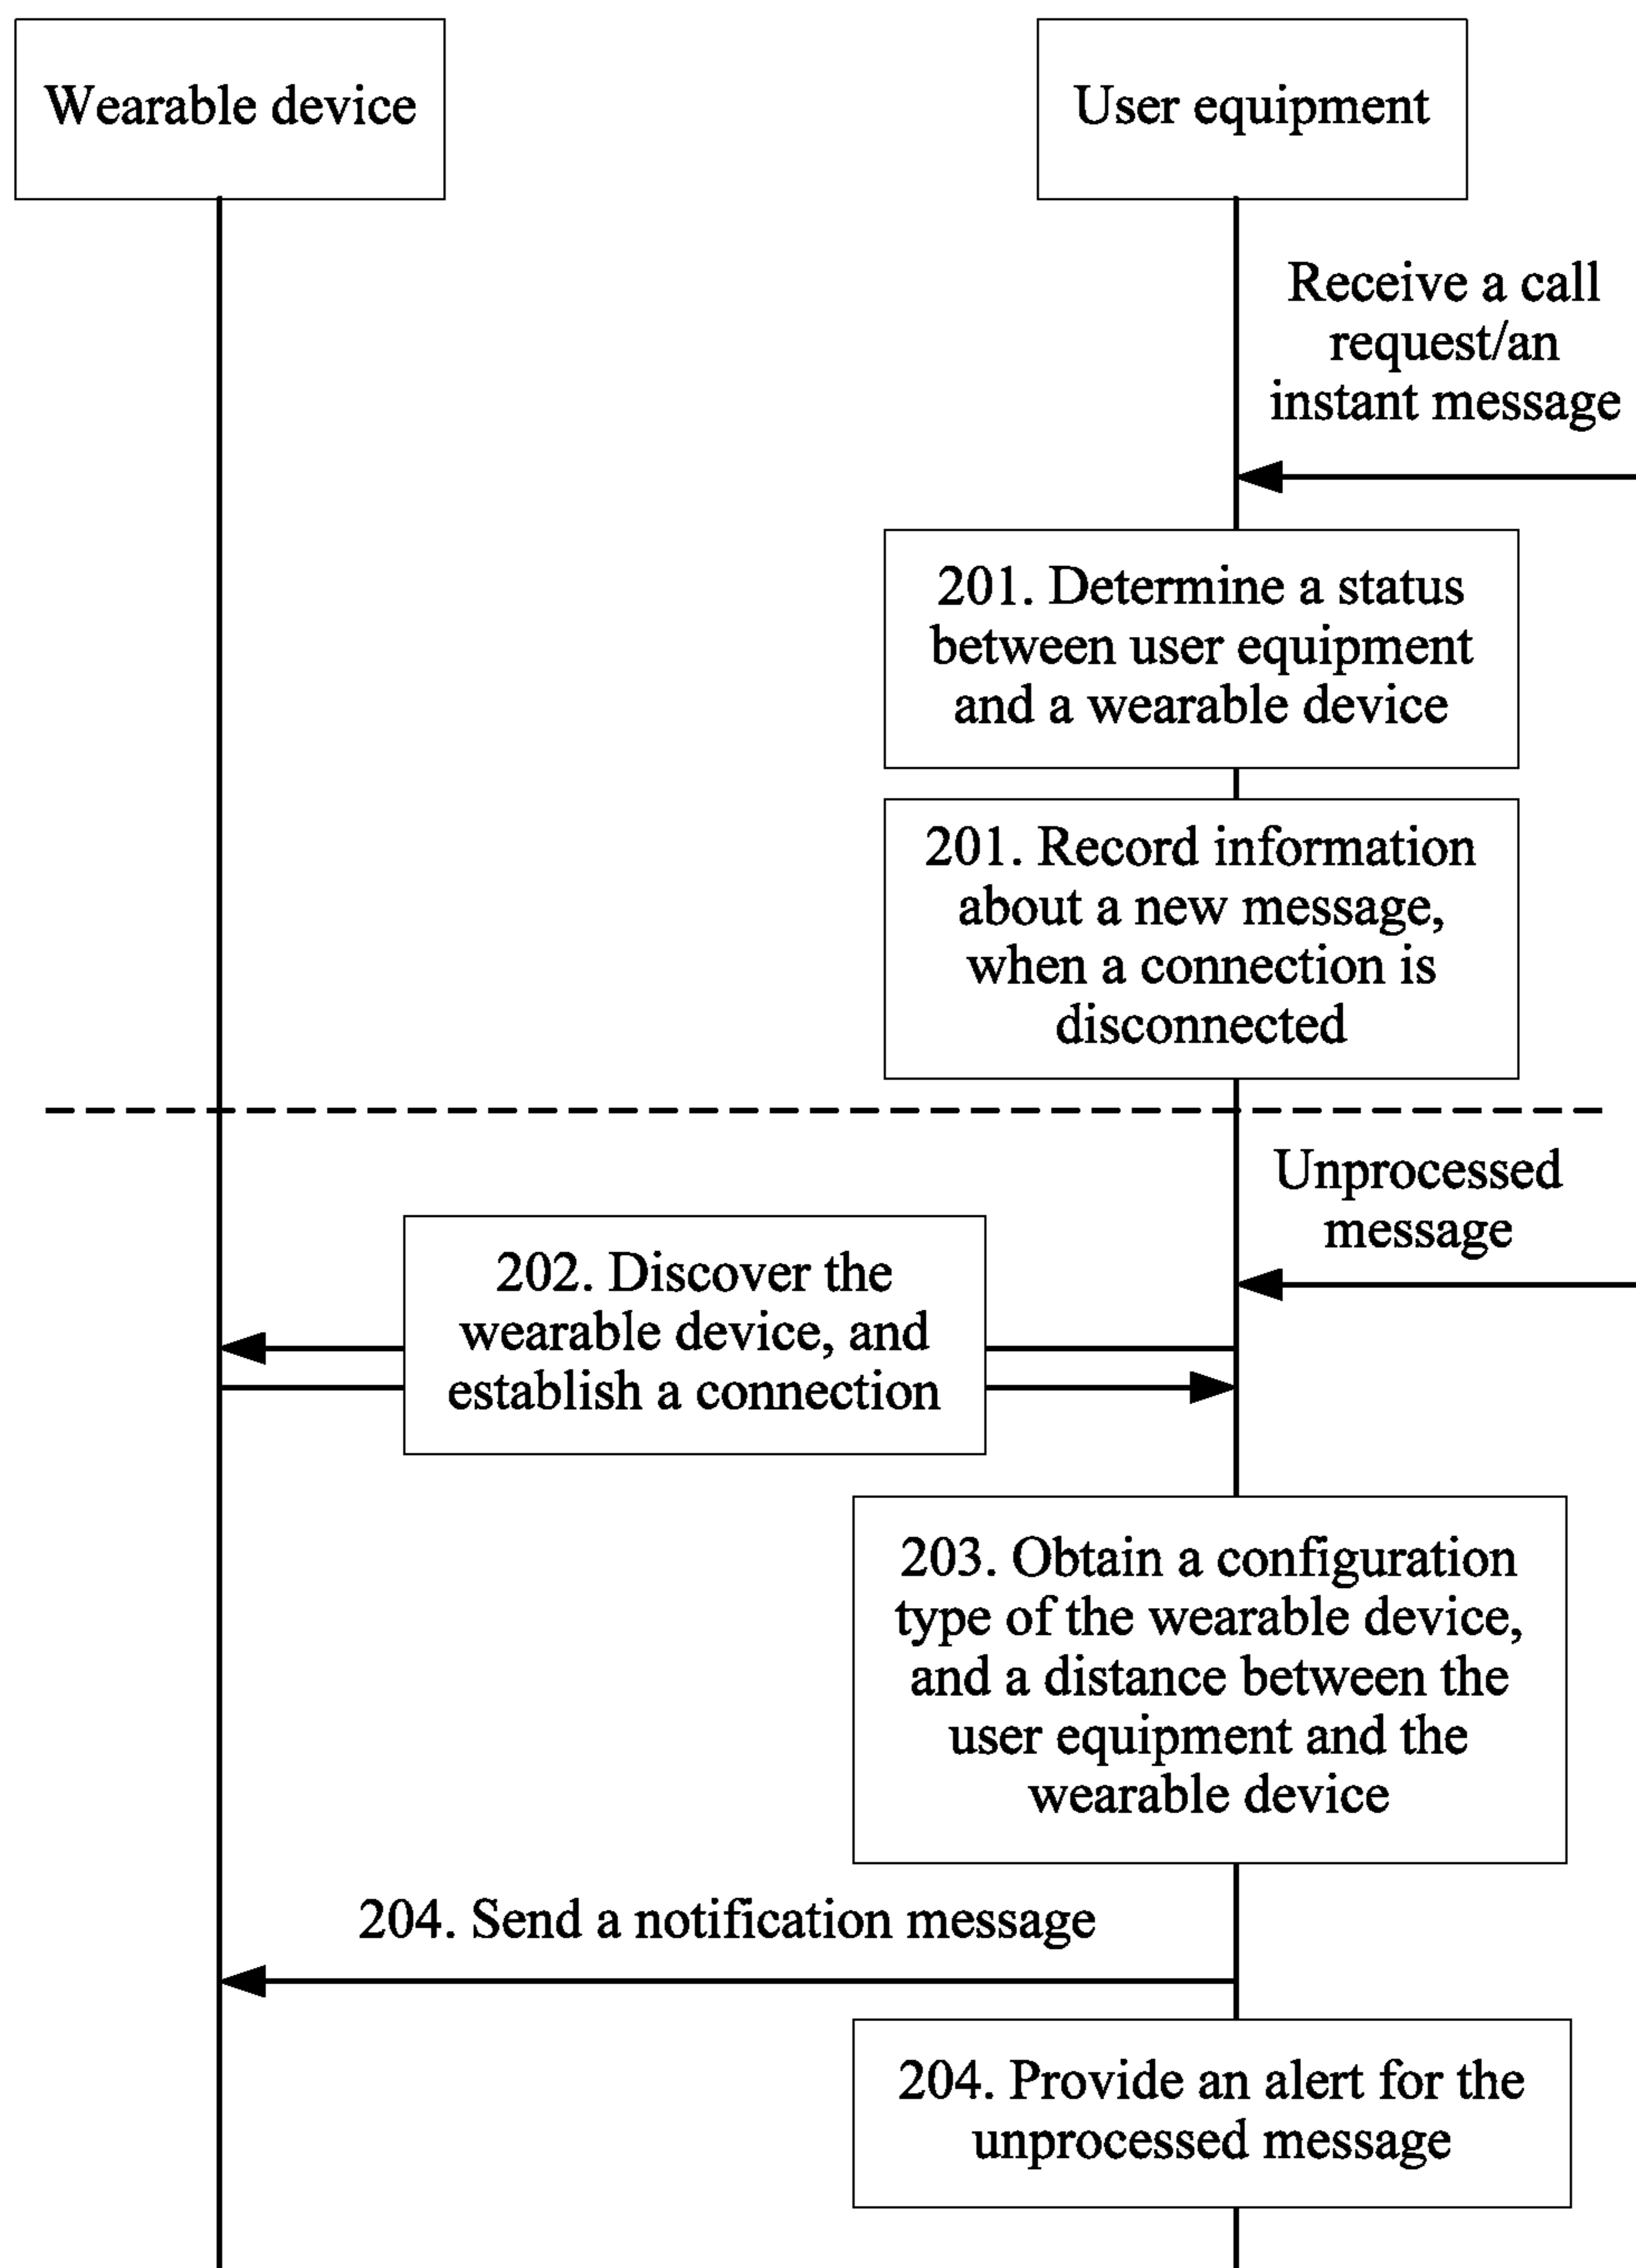 Wearable device
User equipment
Receive a call
request/an
instant message
201. Determine a status
between user equipment
and a wearable device
201. Record information
about a new message,
when a connection is
disconnected
Unprocessed
message
202. Discover the
wearable device, and
establish a connection
203. Obtain a configuration
type of the wearable device,
and a distance between the
user equipment and the
wearable device
204. Send a notification message
204. Provide an alert for the
unprocessed message